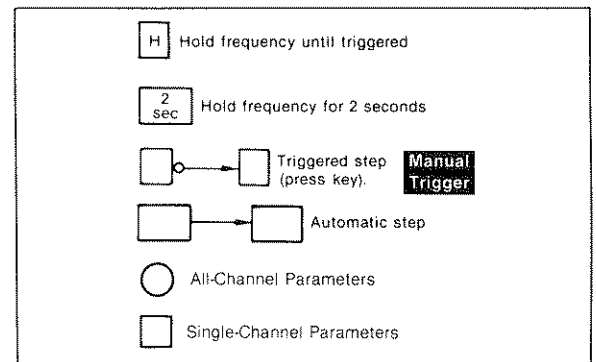 H Hold frequency until triggered
2
sec Hold frequency for 2 seconds
Triggered step
(press key).
Manual
Trigger
Automatic step
All-Channel Parameters
Single-Channel Parameters